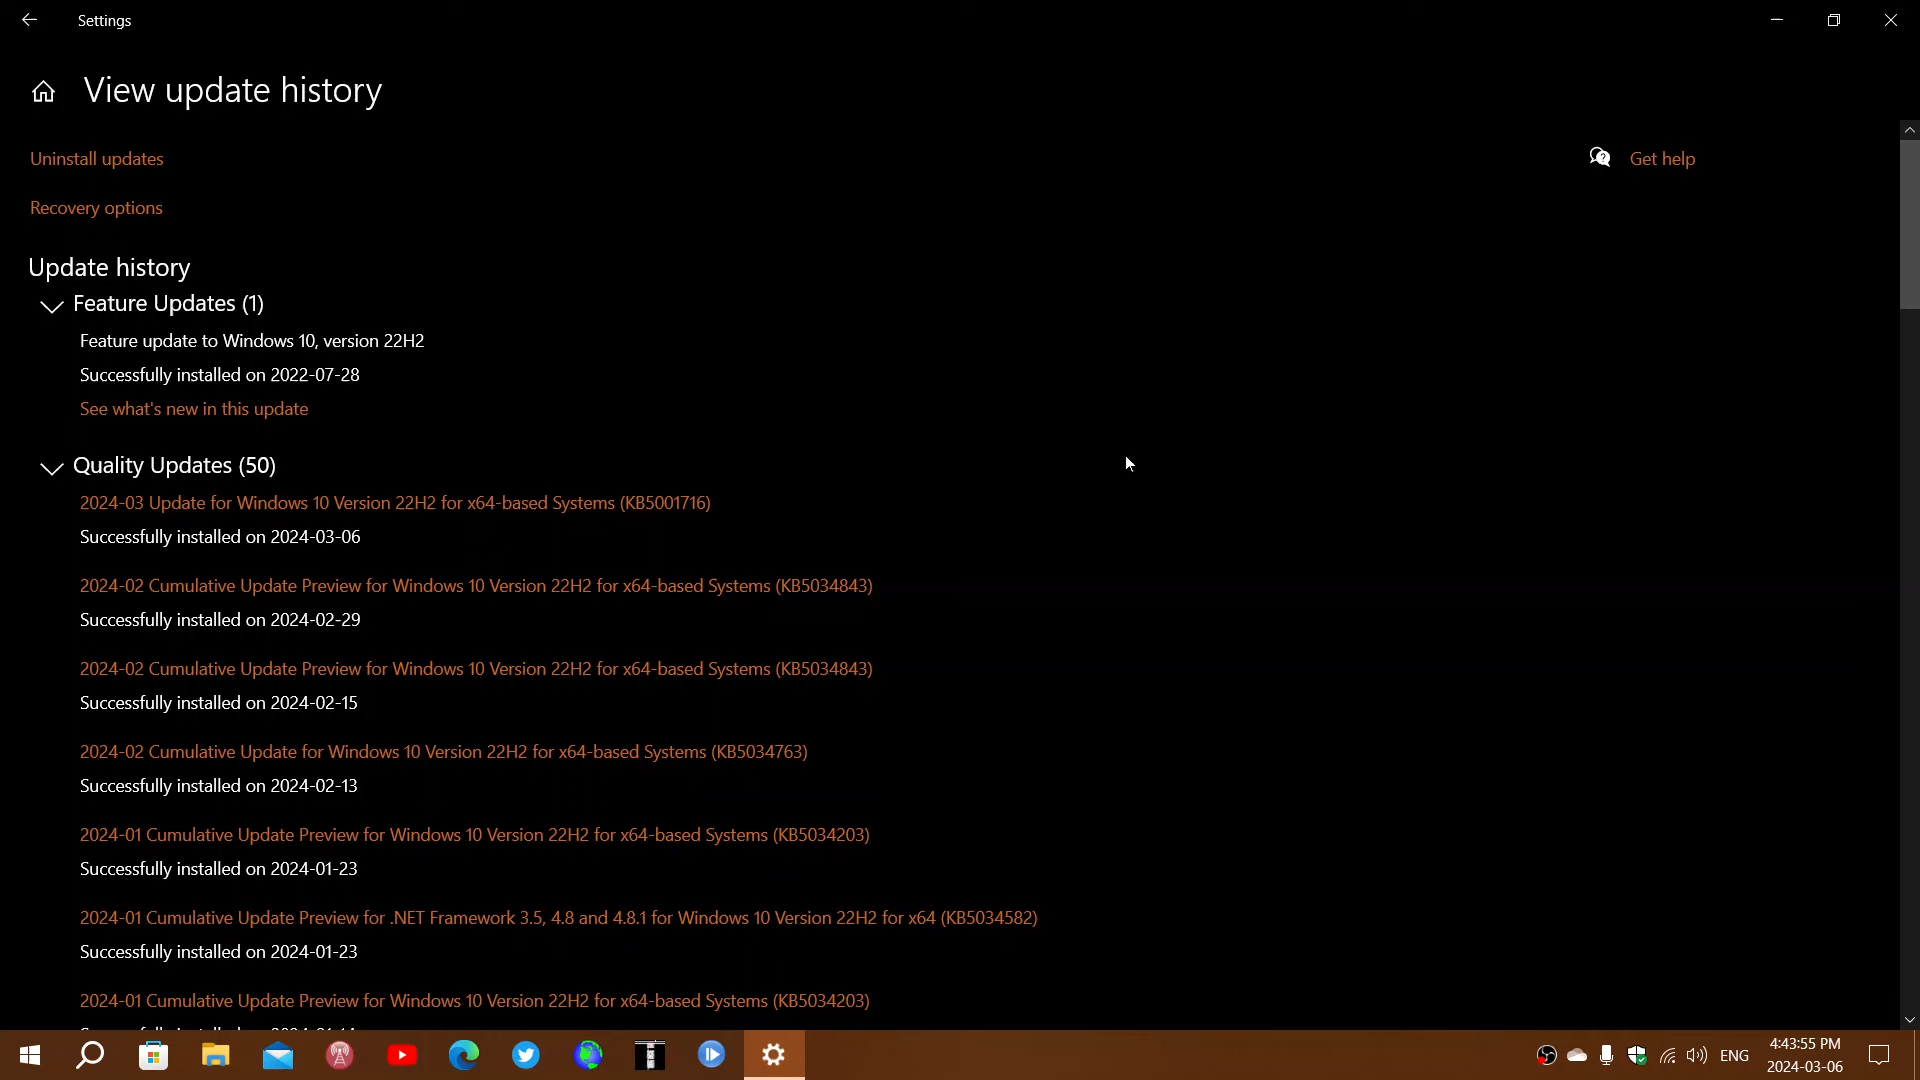 Settings
View update history
Uninstall updates
Get help
Recovery options
Update history
Feature Updates (1)
Feature update to Windows 10, version 22H2
Successfully installed on 2022-07-28
See what's new in this update
Quality Updates (50)
2024-03 Update for Windows 10 Version 22H2 for x64-based Systems (KB5001716)
Successfully installed on 2024-03-06
2024-02 Cumulative Update Preview for Windows 10 Version 22H2 for x64-based Systems (KB5034843)
Successfully installed on 2024-02-29
2024-02 Cumulative Update Preview for Windows 10 Version 22H2 for x64-based Systems (KB5034843)
Successfully installed on 2024-02-15
2024-02 Cumulative Update for Windows 10 Version 22H2 for x64-based Systems (KB5034763)
Successfully installed on 2024-02-13
2024-01 Cumulative Update Preview for Windows 10 Version 22H2 for x64-based Systems (KB5034203)
Successfully installed on 2024-01-23
2024-01 Cumulative Update Preview for .NET Framework 3.5, 4.8 and 4.8.1 for Windows 10 Version 22H2 for x64 (KB5034582)
Successfully installed on 2024-01-23
2024-01 Cumulative Update Preview for Windows 10 Version 22H2 for x64-based Systems (KB5034203)
ENG
4:43:55 PM
2024-03-06